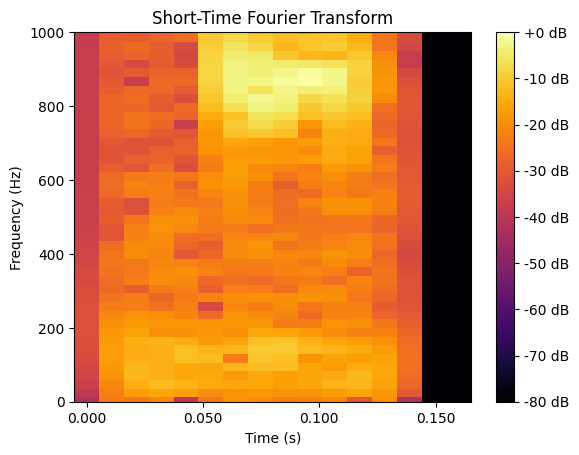 Short-Time Fourier Transform
Frequency (Hz)
1000
800
600
400
200
0
0.000
0.050
0.100
0.150
Time (s)
+0 dB
-10 dB
-20 dB
-30 dB
-40 dB
-50 dB
-60 dB
-70 dB
-80 dB